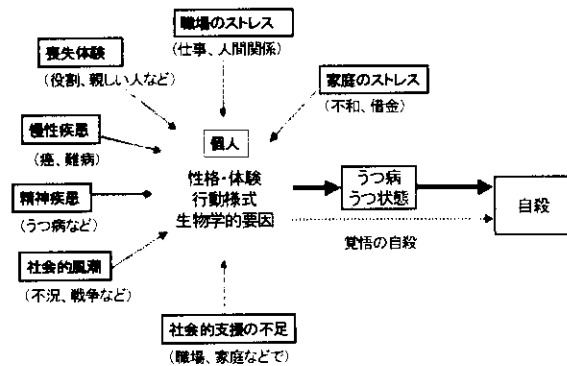 職場のストレス
(仕事、人間関係)
喪失体験
(役割、親しい人など)
家庭のストレス
(不和、借金)
慢性疾患
(癌、難病)
個人
性格・体験
行動様式
生物学的要因
精神疾患
(うつ病など)
うつ病
うつ状態
自殺
覚悟の自殺
社会的風潮
(不況、戦争など)
社会的支援の不足
(職場、家庭などで)